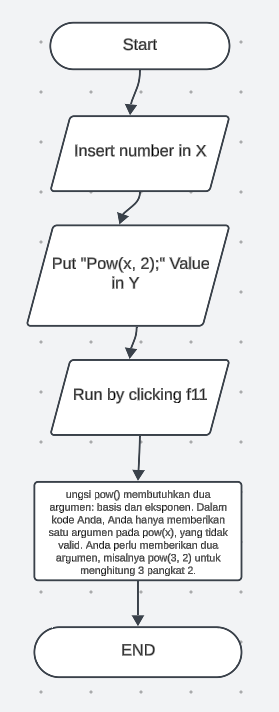 Start
Insert number in X
Put "Pow(x, 2);" Value
in Y
Run by clicking f11
ungsi pow() membutuhkan dua
argumen: basis dan eksponen. Dalam
kode Anda, Anda hanya memberikan
satu argumen pada pow(x), yang tidak
valid. Anda perlu memberikan dua
argumen, misalnya pow(3, 2) untuk
menghitung 3 pangkat 2.
END